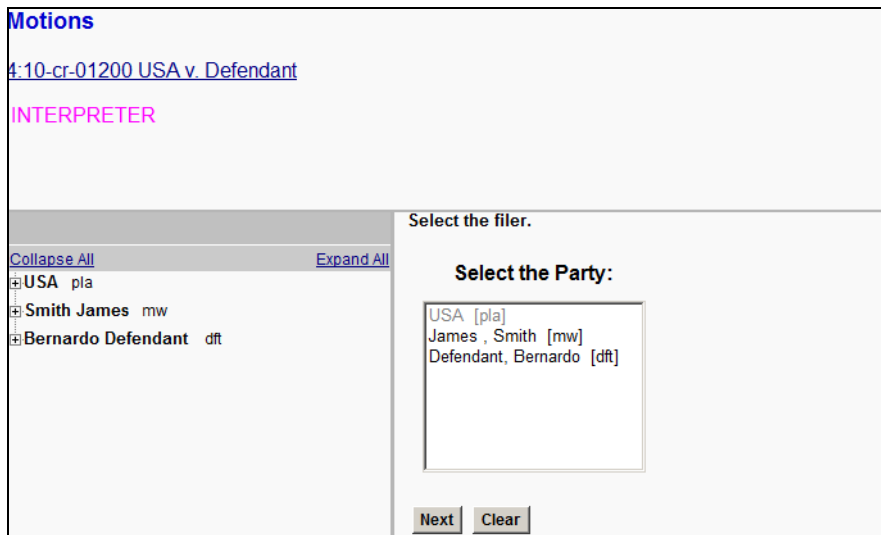 Motions
4:10-cr-01200 USA v. Defendant
INTERPRETER
Collapse All Expand All
USA pla
Smith James mw
Bernardo Defendant dft
Select the filer.
Select the Party:
USA [pla]
James , Smith [mw]
Defendant, Bernardo [dft]
Next Clear